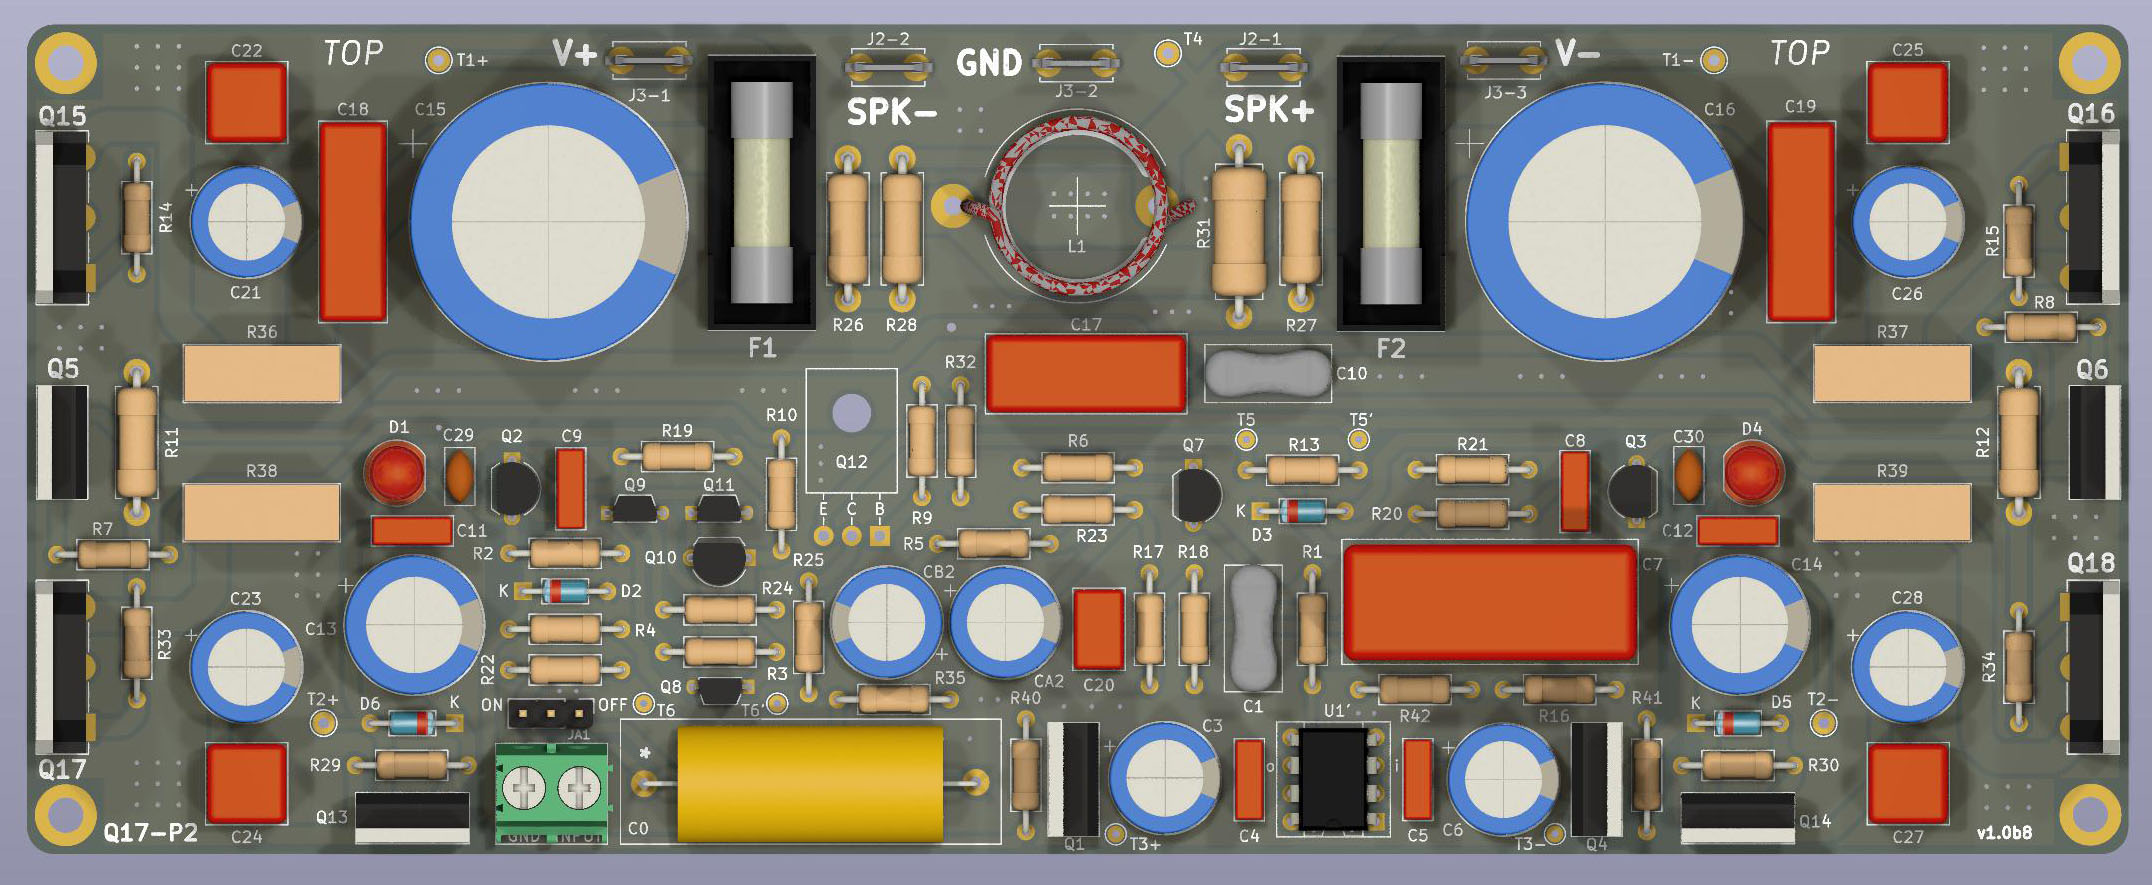 C22
TOP
T1+
V+
J2-2
GND
T4
J2-1
V-
T1-
TOP
C25
Q15
C18
C15
J3-1
SPK-
J3-2
SPK+
J3-3
C16
C19
Q16
R14
L1
R31
R15
C21
C26
R36
F1
R26
R28
C17
R27
F2
R37
R8
Q5
R32
C10
Q6
R11
D1
C29
Q2
C9
R19
R10
Q12
R6
Q7
T5
R13
T5'
R21
C8
Q3
C30
D4
R12
R38
Q9
Q11
E
C
B
R9
K
D3
R20
R39
R7
C11
R2
Q10
R5
R23
R17
R18
R1
C12
C7
C14
Q18
K
D2
R25
CB2
R24
R33
C23
C13
R4
C28
R34
R22
R3
Q8
R35
CA2
C20
C1
T2+
D6
K
ON
OFF
T6
T6'
R40
U1'
R42
R16
R41
K
D5
T2-
JA1
*
C3
o
i
R29
R30
Q17
Q17-P2
C24
Q13
GND
INPUT
C0
Q1
T3+
C4
C5
C6
T3-
Q4
Q14
C27
v1.0b8